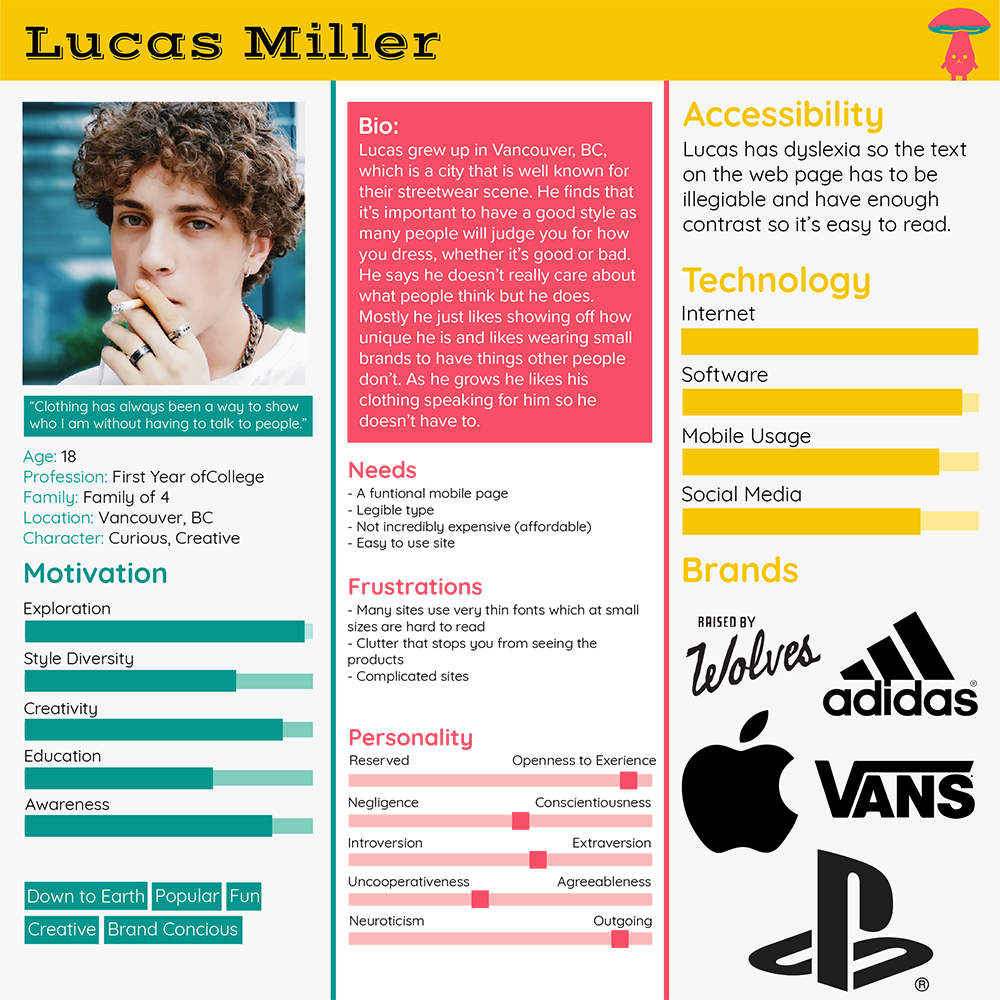 Lucas Miller
“Clothing has always been a way to show
who I am without having to talk to people.”
Age: 18
Profession: First Year ofCollege
Family: Family of 4
Location: Vancouver, BC
Character: Curious, Creative
Motivation
Exploration
Style Diversity
Creativity
Education
Awareness
Down to Earth Popular Fun
Creative Brand Concious
Bio:
Lucas grew up in Vancouver, BC,
which is a city that is well known for
their streetwear scene. He finds that
it’s important to have a good style as
many people will judge you for how
you dress, whether it’s good or bad.
He says he doesn’t really care about
what people think but he does.
Mostly he just likes showing off how
unique he is and likes wearing small
brands to have things other people
don’t. As he grows he likes his
clothing speaking for him so he
doesn’t have to.
Needs
- A funtional mobile page
- Legible type
- Not incredibly expensive (affordable)
- Easy to use site
Frustrations
- Many sites use very thin fonts which at small
sizes are hard to read
- Clutter that stops you from seeing the
products
- Complicated sites
Personality
Reserved Openness to Exerience
Negligence Conscientiousness
Introversion Extraversion
Uncooperativeness Agreeableness
Neuroticism Outgoing
Accessibility
Lucas has dyslexia so the text
on the web page has to be
illegiable and have enough
contrast so it’s easy to read.
Technology
Internet
Software
Mobile Usage
Social Media
Brands
RAISED BY
Wolves
adidas®
VANS
®